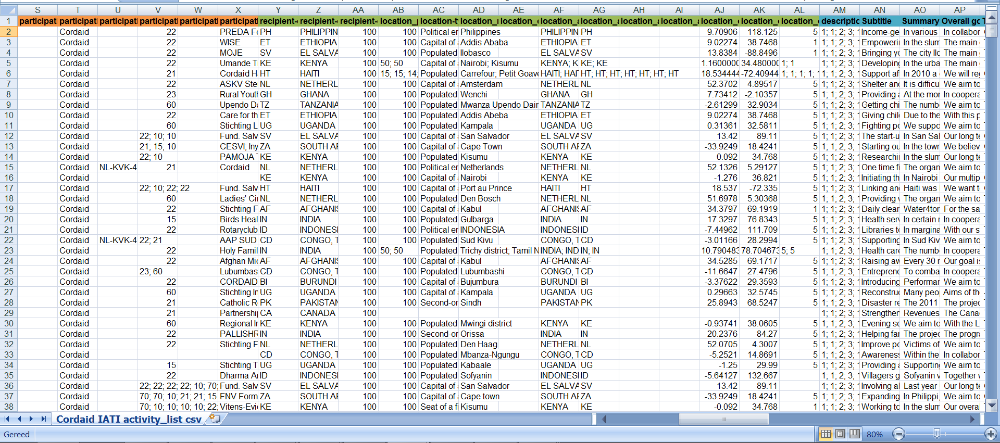 S T U V W X Y Z AA AB AC AD AE AF AG AH AI AJ AK AL AM AN AO AP
1 participati participati participati participati participati participati recipient- recipient- recipient- location_ location-t location_ location_ location_ location_ location_ location_ location_ location_ location_ descriptic Subtitle Summary Overall go
2 Cordaid 22 PREDA F PH PHILIPPIN 100 100 Political er Philippines PHILIPPIN PH 9.70906 118.125 5 1; 1; 2; 3; 1 Income-ge In various In collabor
3 Cordaid 22 WISE ET ETHIOPIA 100 100 Capital of Addis Ababa ETHIOPIA ET 9.02274 38.7468 1 1; 1; 2; 3; 1 Empoweri In the slum The main
4 Cordaid 22 MOJE SV EL SALVA 100 100 Populated Ilobasco EL SALVA SV 13.8384 -88.8496 1 1; 1; 2; 3; 1 Bringing yo The city Ilo The main
5 Cordaid 22 Umande T KE KENYA 100 50; 50 Capital of Nairobi; Kisumu KENYA; K KE; KE 1.1600000 34.480000 1; 1 1; 1; 2; 3; 1 Developing In the urba The main
6 Cordaid 21 Cordaid H HT HAITI 100 15; 15; 14; Populated Carrefour; Petit Goave HAITI; HAI HT; HT; HT; HT; HT; HT; HT 18.534444 -72.40944 1; 1; 1; 1; 1 1; 1; 2; 3; 1 Support af In 2010 a We will re
7 Cordaid 22 ASKV Ste NL NETHERL 100 100 Capital of Amsterdam NETHERL NL 52.3702 4.89517 5 1; 1; 2; 3; 1 Shelter and It is difficu We aim to
8 Cordaid 23 Rural Yout GH GHANA 100 100 Populated Wenchi GHANA GH 7.73412 -2.10357 5 1; 1; 2; 3; 1 Providing a At the mor In coopera
9 Cordaid 60 Upendo Da TZ TANZANIA 100 100 Populated Mwanza Upendo Dair TANZANIA TZ -2.61299 32.9034 5 1; 1; 2; 3; 1 Getting chi The numb We aim to
10 Cordaid 22 Care for th ET ETHIOPIA 100 100 Populated Addis Abeba ETHIOPIA ET 9.02274 38.7468 5 1; 1; 2; 3; 1 Giving chil Due to the With this p
11 Cordaid 60 Stichting L UG UGANDA 100 100 Populated Kampala UGANDA UG 0.31361 32.5811 5 1; 1; 2; 3; 1 Fighting po We suppo We aim to
12 Cordaid 22; 10; 10 Fund. Salv SV EL SALVA 100 100 Capital of San Salvador EL SALVA SV 13.42 89.11 5 1; 1; 2; 3; 1 The start-u In San Sal Our long te
13 Cordaid 21; 15; 10 CESVI; Iny ZA SOUTH AF 100 100 Capital of Cape Town SOUTH AF ZA -33.9249 18.4241 5 1; 1; 2; 3; 1 Starting ou In the town We believ
14 Cordaid 22; 10 PAMOJA KE KENYA 100 100 Populated Kisumu KENYA KE 0.092 34.768 5 1; 1; 2; 3; 1 Researchi In the slum Our long te
15 Cordaid NL-KVK-4 21 Cordaid NL NETHERL 100 100 Political er Netherlands NETHERL NL 52.1326 5.29127 5 1; 1; 2; 3; 1 One time fi The organ We aim to
16 Cordaid KE KENYA 100 100 Capital of Nairobi KENYA KE -1.276 36.821 5 1; 1; 2; 3; 1 Initiating th In Nairobi Our multip
17 Cordaid 22; 10; 22; 22 Fund. Salv HT HAITI 100 100 Capital of Port au Prince HAITI HT 18.537 -72.335 5 1; 1; 2; 3; 1 Linking and Haiti was We want t
18 Cordaid 60 Ladies' Ci NL NETHERL 100 100 Populated Den Bosch NETHERL NL 51.6978 5.30368 5 1; 1; 2; 3; 1 Providing The organ We aim to
19 Cordaid 22 Stichting F AF AFGHANIS 100 100 Capital of Kabul AFGHANIS AF 34.3797 69.1919 1 1; 1; 2; 3; 1 Daily clear Water4tor For the sa
20 Cordaid 15 Birds Heal IN INDIA 100 100 Populated Gulbarga INDIA IN 17.3297 76.8343 5 1; 1; 2; 3; 1 Health serv In certain r In coopera
21 Cordaid 22 Rotaryclub ID INDONESI 100 100 Political er INDONESIA INDONESI ID -7.44962 111.709 5 1; 1; 2; 3; 1 Libraries to In margina With our s
22 Cordaid NL-KVK-4 22; 21 AAP SUD CD CONGO, T 100 100 Populated Sud Kivu CONGO, T CD -3.01166 28.2994 5 1; 1; 2; 3; 1 Supporting In Sud Kiv We aim to
23 Cordaid 22 Holy Famil IN INDIA 100 50; 50 Populated Trichy district; Tamil N INDIA; IND IN; IN 10.790483 78.704673 5; 5 1; 1; 2; 3; 1 Health care The numb In coopera
24 Cordaid 22 Afghan Mic AF AFGHANIS 100 100 Capital of Kabul AFGHANIS AF 34.5285 69.1717 5 1; 1; 2; 3; 1 Raising aw Every 30 r Our goal is
25 Cordaid 23; 60 Lubumbas CD CONGO, T 100 100 Populated Lubumbashi CONGO, T CD -11.6647 27.4796 5 1; 1; 2; 3; 1 Entreprene To comba In coopera
26 Cordaid 22 CORDAID BI BURUNDI 100 100 Capital of Bujumbura BURUNDI BI -3.37622 29.3593 5 1; 1; 2; 3; 1 Introducing Performar We aim to
27 Cordaid 60 Stichting In UG UGANDA 100 100 Capital of Kampala UGANDA UG 0.29663 32.5745 5 1; 1; 2; 3; 1 Reconstru Many peo Aims of th
28 Cordaid 21 Catholic R PK PAKISTAN 100 100 Second-or Sindh PAKISTAN PK 25.8943 68.5247 5 1; 1; 2; 3; 1 Disaster re The 2011 The projec
29 Cordaid 21 Partnershi CA CANADA 100 1; 1; 2; 3; 1 Strengthen Revenues The Cana
30 Cordaid 60 Regional Ir KE KENYA 100 100 Populated Mwingi district KENYA KE -0.93741 38.0605 5 1; 1; 2; 3; 1 Evening sc We aim to With the L
31 Cordaid 22 PALLISHR IN INDIA 100 100 Second-or Orissa INDIA IN 20.2376 84.27 5 1; 1; 2; 3; 1 Helping far The projec The progra
32 Cordaid 22 Stichting F NL NETHERL 100 100 Populated Den Haag NETHERL NL 52.0705 4.3007 5 1; 1; 2; 3; 1 Improve po Victims of We aim to
33 Cordaid CD CONGO, T 100 100 Populated Mbanza-Ngungu CONGO, T CD -5.2521 14.8691 5 1; 1; 2; 3; 1 Awareness Within the In collabor
34 Cordaid 15 Stichting T UG UGANDA 100 100 Populated Kabaale UGANDA UG -1.25 29.99 5 1; 1; 2; 3; 1 Providing a Supporting We aim to
35 Cordaid 22 Dharma Ar ID INDONESI 100 100 Populated Sofyanin INDONESI ID -5.64127 132.667 1; 1; 2; 3; 1 Villagers g Sofyanin v Together
36 Cordaid 22; 22; 22; 22; 10; 70; Fund. Salv SV EL SALVA 100 100 Capital of San Salvador EL SALVA SV 13.42 89.11 1; 1; 2; 3; 1 Involving al Last year Our long te
37 Cordaid 70; 70; 10; 21; 21; 15 FNV Form ZA SOUTH AF 100 100 Capital of Cape town SOUTH AF ZA -33.9249 18.4241 5 1; 1; 2; 3; 1 Expanding In Philippi, We aim to
38 Cordaid 70; 10; 10; 10; 10; 22; Vitens-Evi KE KENYA 100 100 Seat of a fi Kisumu KENYA KE -0.092 34.768 1 1; 1; 2; 3; 1 Working to In the slum Our overa
Cordaid IATI activity_list csv
Gereed 80%